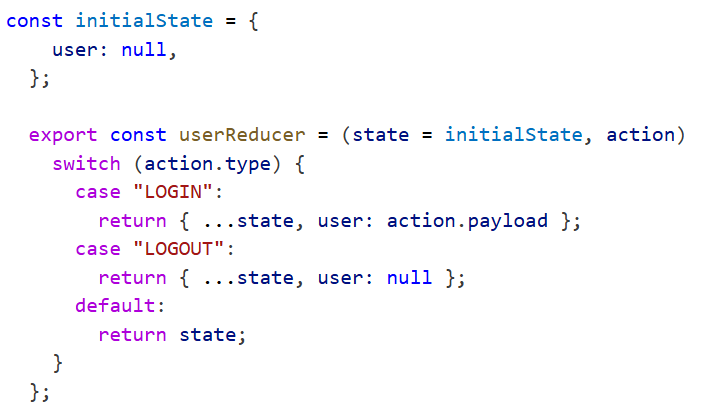 const initialState = {
    user: null,
  };

  export const userReducer = (state = initialState, action)
    switch (action.type) {
      case "LOGIN":
        return { ...state, user: action.payload };
      case "LOGOUT":
        return { ...state, user: null };
      default:
        return state;
    }
  };